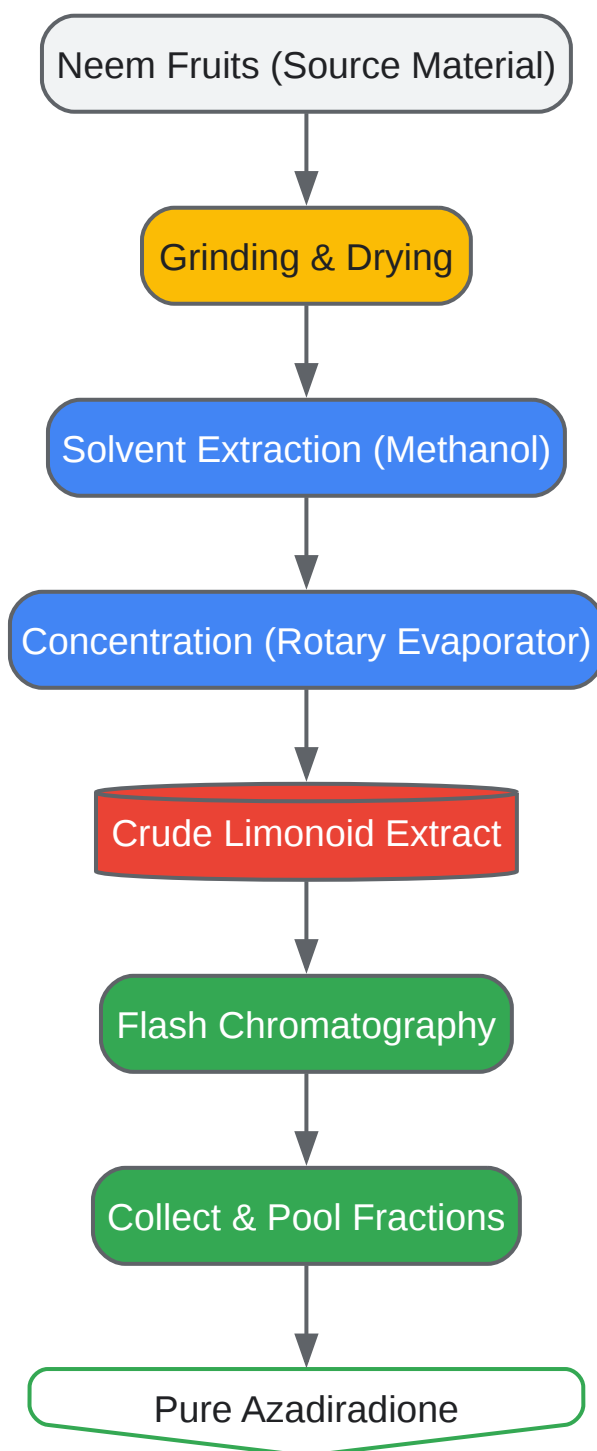 Neem Fruits (Source Material)
Grinding & Drying
Solvent Extraction (Methanol)
Concentration (Rotary Evaporator)
Crude Limonoid Extract
Flash Chromatography
Collect & Pool Fractions
Pure Azadiradione